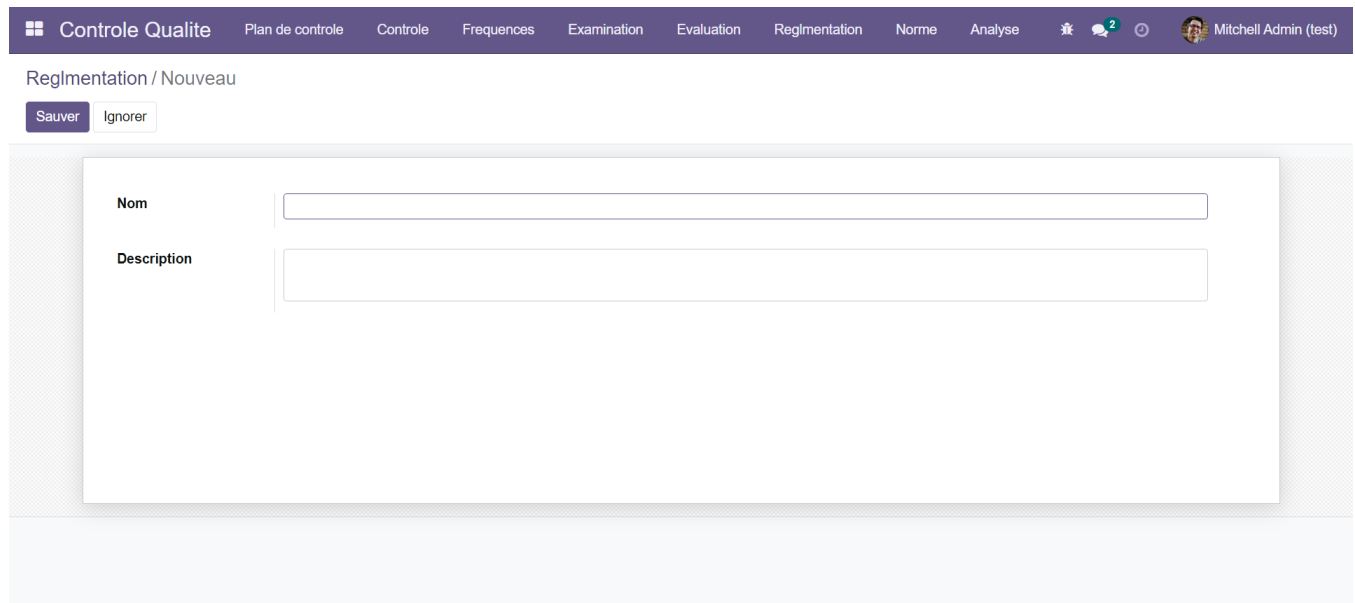 Controle Qualite Plan de controle Controle Frequences Examination Evaluation Reglmentation Norme Analyse 2 Mitchell Admin (test)
Reglmentation / Nouveau
Sauver Ignorer
Nom
Description